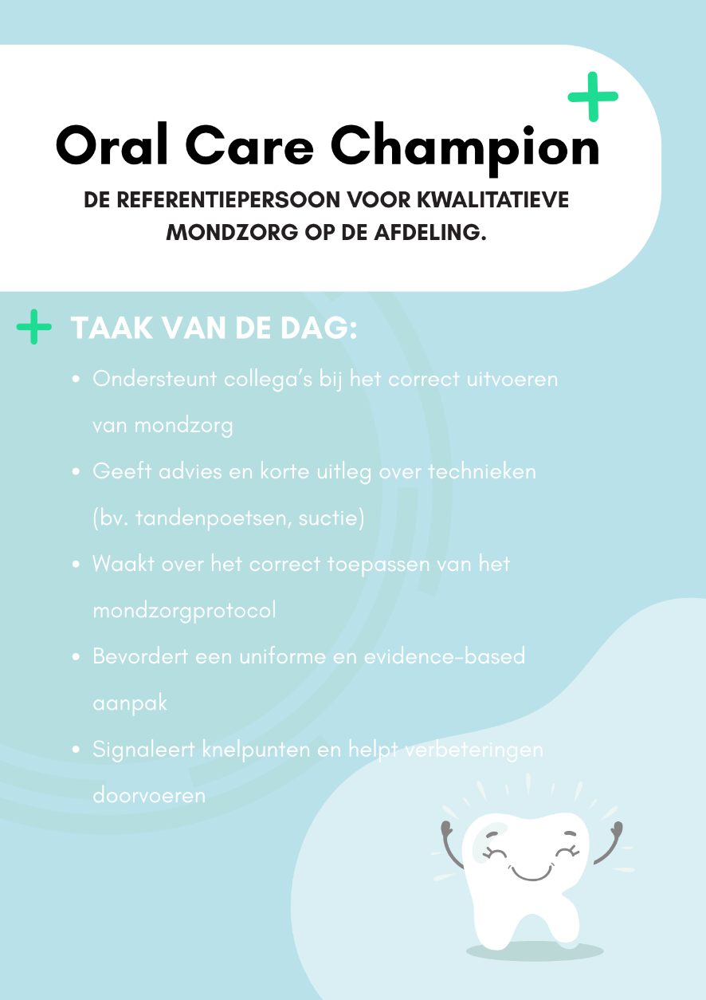 Oral Care Champion
DE REFERENTIEPERSOON VOOR KWALITATIEVE
MONDZORG OP DE AFDELING.
TAAK VAN DE DAG:
• Ondersteunt collega’s bij het correct uitvoeren
van mondzorg
• Geeft advies en korte uitleg over technieken
(bv. tandenpoetsen, suctie)
• Waakt over het correct toepassen van het
mondzorgprotocol
• Bevordert een uniforme en evidence-based
aanpak
• Signaleert knelpunten en helpt verbeteringen
doorvoeren